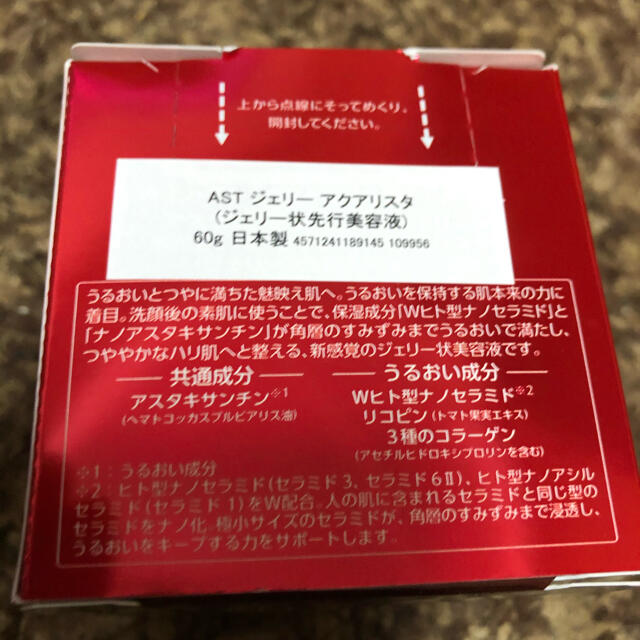 上から点線にそってめくり、
開封してください。
AST ジェリー アクアリスタ
(ジェリー状先行美容液)
60g 日本製 4571241189145 109956
うるおいとつやに満ちた魅映え肌へ。うるおいを保持する肌本来の力に
着目。洗顔後の素肌に使うことで、保湿成分「Wヒト型ナノセラミド」と
「ナノアスタキサンチン」が角層のすみずみまでうるおいで満たし、
つややかなハリ肌へと整える、新感覚のジェリー状美容液です。
共通成分
アスタキサンチン※1
(ヘマトコッカスプルビアリス油)
うるおい成分
Wヒト型ナノセラミド※2
リコピン(トマト果実エキス)
3種のコラーゲン
(アセチルヒドロキシプロリンを含む)
※1:うるおい成分
※2:ヒト型ナノセラミド(セラミド3、セラミド6Ⅱ)、ヒト型ナノアシル
セラミド(セラミド1)をW配合。人の肌に含まれるセラミドと同じ型の
セラミドをナノ化。極小サイズのセラミドが、角層のすみずみまで浸透し、
うるおいをキープする力をサポートします。